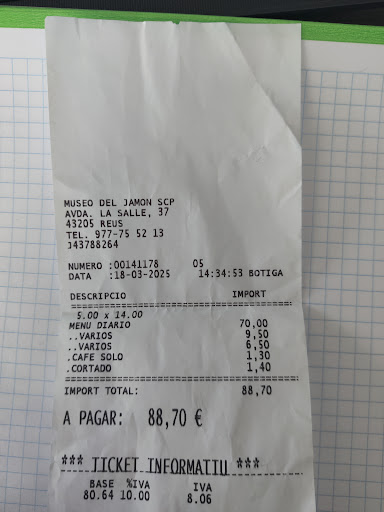 MUSEO DEL JAMON SCP
AVDA. LA SALLE, 37
43205 REUS
TEL. 977-75 52 13
J43788264
NUMERO :00141178 05
DATA :18-03-2025 14:34:53 BOTIGA
DESCRIPCIO IMPORT
5.00 x 14.00
MENU DIARIO 70,00
..VARIOS 9,50
..VARIOS 6,50
.CAFE SOLO 1,30
.CORTADO 1,40
IMPORT TOTAL: 88,70
A PAGAR: 88,70 €
*** TICKET INFORMATIU ***
BASE %IVA IVA
80.64 10.00 8.06